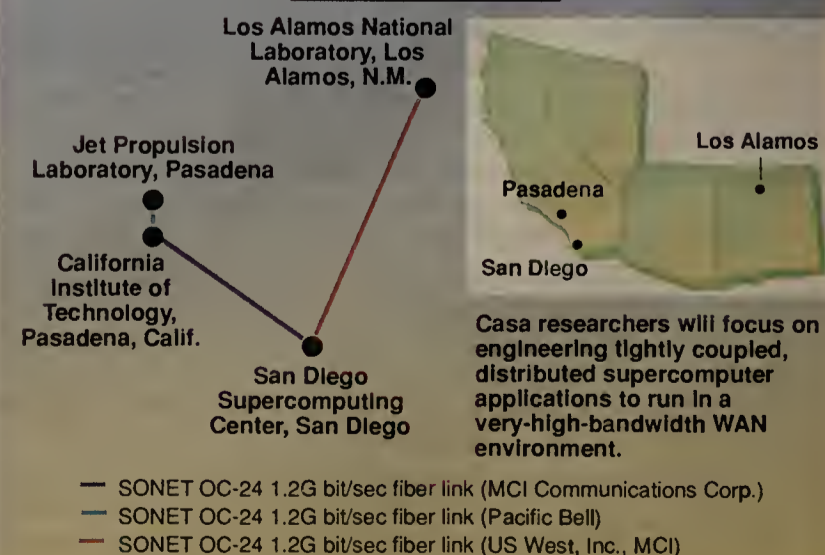 Los Alamos National
Laboratory, Los
Alamos, N.M.
Jet Propulsion
Laboratory, Pasadena
California
Institute of
Technology,
Pasadena, Calif.
San Diego
Supercomputing
Center, San Diego
Los Alamos
Pasadena
San Diego
Casa researchers will focus on
engineering tightly coupled,
distributed supercomputer
applications to run in a
very-high-bandwidth WAN
environment.
SONET OC-24 1.2G bit/sec fiber link (MCI Communications Corp.)
SONET OC-24 1.2G bit/sec fiber link (Pacific Bell)
SONET OC-24 1.2G bit/sec fiber link (US West, Inc., MCI)